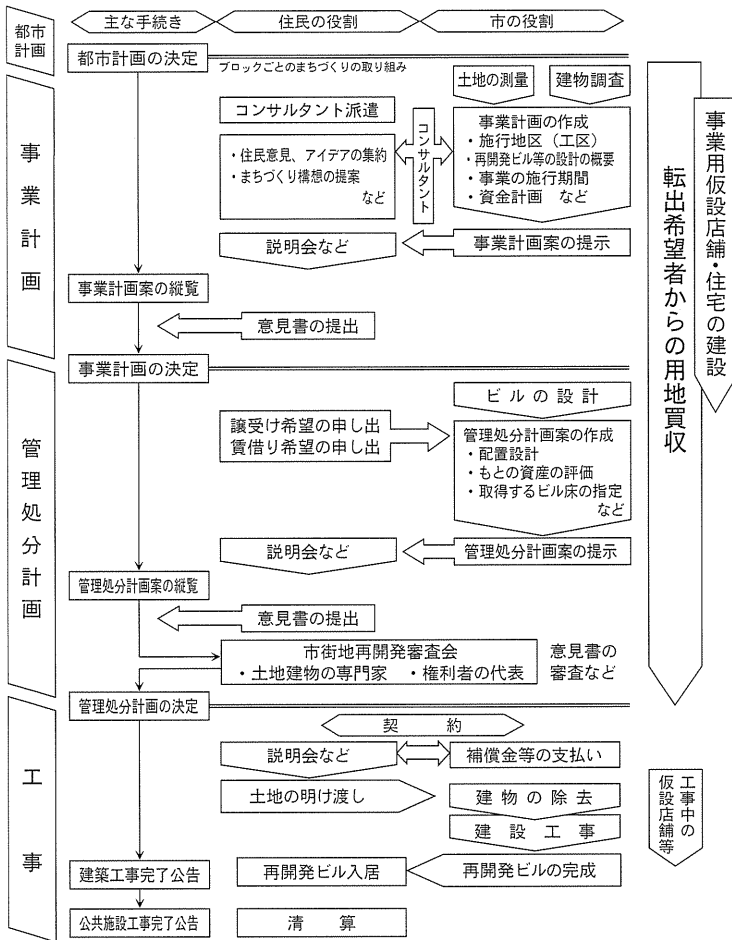 主な手続き
住民の役割
市の役割
都市
計画
都市計画の決定
ブロックごとのまちづくりの取り組み
土地の測量
建物調査
事業計画
コンサルタント派遣
・住民意見、アイデアの集約
・まちづくり構想の提案
など
コンサルタント
事業計画の作成
・施行地区（工区）
・再開発ビル等の設計の概要
・事業の施行期間
・資金計画 など
説明会など
事業計画案の提示
事業計画案の縦覧
意見書の提出
事業計画の決定
転出希望者からの用地買収
事業用仮設店舗・住宅の建設
管理処分計画
ビルの設計
譲受け希望の申し出
賃借り希望の申し出
管理処分計画案の作成
・配置設計
・もとの資産の評価
・取得するビル床の指定
など
説明会など
管理処分計画案の提示
管理処分計画案の縦覧
意見書の提出
市街地再開発審査会
・土地建物の専門家 ・権利者の代表
意見書の
審査など
管理処分計画の決定
工事
契 約
説明会など
補償金等の支払い
土地の明け渡し
建物の除去
建設工事
工事中の
仮設店舗等
建築工事完了公告
再開発ビル入居
再開発ビルの完成
公共施設工事完了公告
清 算